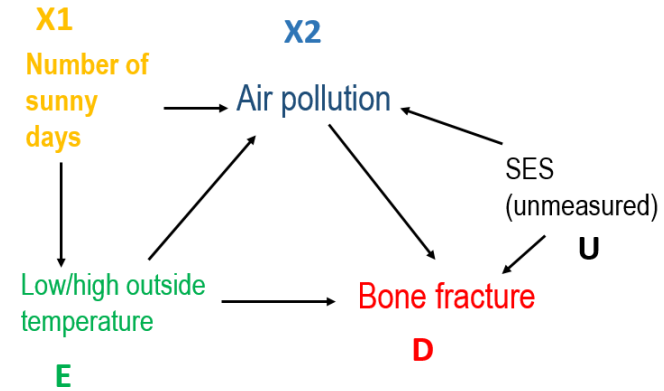 X1
Number of
sunny
days
X2
Air pollution
SES
(unmeasured)
U
Low/high outside
temperature
E
Bone fracture
D